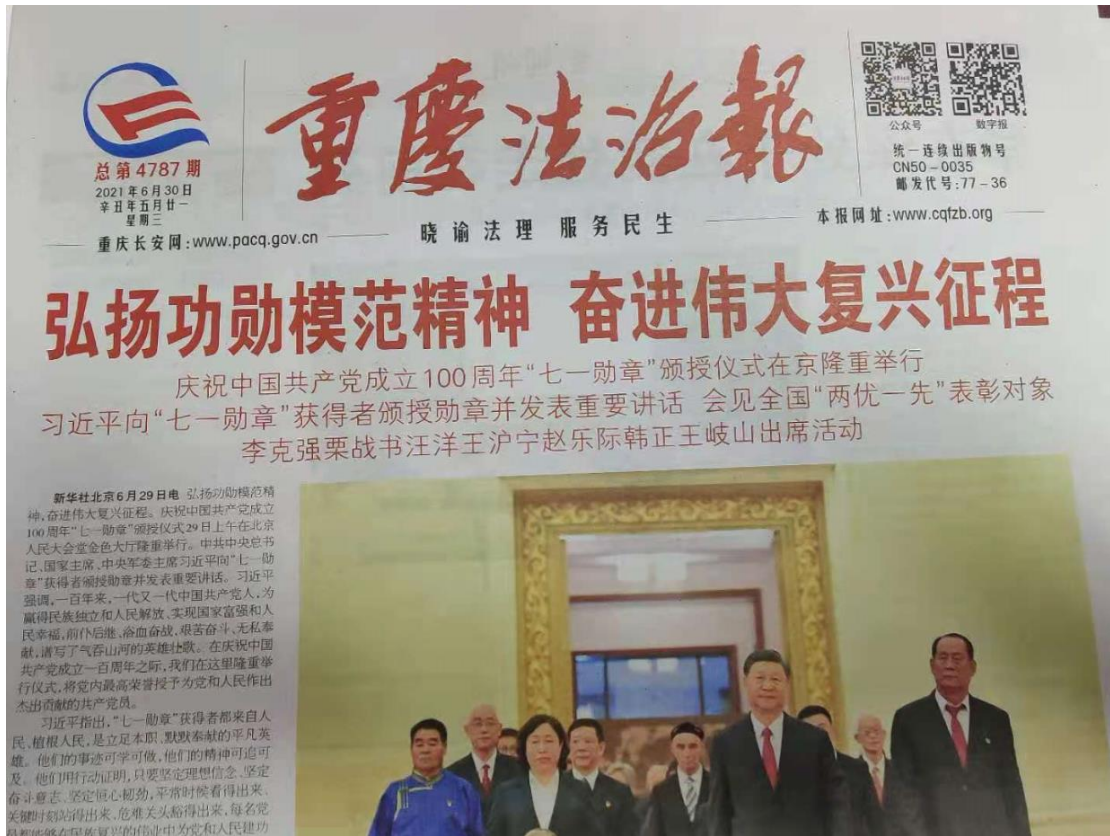 重慶法治報
总第4787期
2021年6月30日
辛丑年五月廿一
星期三
重庆长安网:www.pacq.gov.cn
晓谕法理 服务民生
公众号 数字报
统一连续出版物号
CN50-0035
邮发代号:77-36
本报网址:www.cqfzb.org
弘扬功勋模范精神 奋进伟大复兴征程
庆祝中国共产党成立100周年“七一勋章”颁授仪式在京隆重举行
习近平向“七一勋章”获得者颁授勋章并发表重要讲话 会见全国“两优一先”表彰对象
李克强栗战书汪洋王沪宁赵乐际韩正王岐山出席活动
新华社北京6月29日电 弘扬功勋模范精
神,奋进伟大复兴征程。庆祝中国共产党成立
100周年“七一勋章”颁授仪式29日上午在北京
人民大会堂金色大厅隆重举行。中共中央总书
记、国家主席、中央军委主席习近平向“七一勋
章”获得者颁授勋章并发表重要讲话。习近平
强调,一百年来,一代又一代中国共产党人,为
赢得民族独立和人民解放、实现国家富强和人
民幸福,前仆后继、浴血奋战,艰苦奋斗、无私奉
献,谱写了气吞山河的英雄壮歌。在庆祝中国
共产党成立一百周年之际,我们在这里隆重举
行仪式,将党内最高荣誉授予为党和人民作出
杰出贡献的共产党员。
习近平指出,“七一勋章”获得者都来自人
民、植根人民,是立足本职、默默奉献的平凡英
雄。他们的事迹可学可做,他们的精神可追可
及。他们用行动证明,只要坚定理想信念、坚定
奋斗意志、坚定恒心韧劲,平常时候看得出来、
关键时刻站得出来、危难关头豁得出来,每名党
员都能够在民族复兴的伟业中为党和人民建功